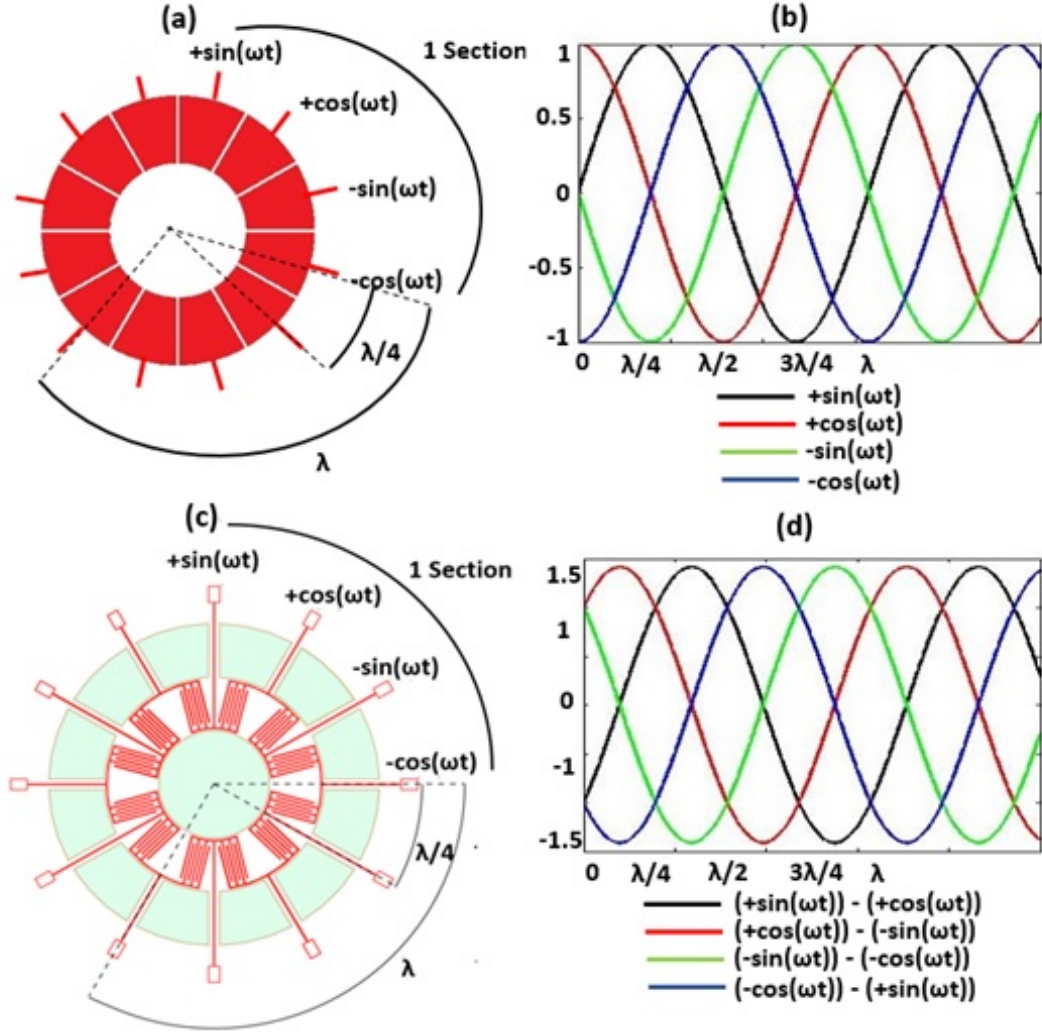 (a)
+sin(ωt)
1 Section
+cos(ωt)
-sin(ωt)
-cos(ωt)
λ/4
λ
(b)
1
0.5
0
-0.5
-1
0 λ/4 λ/2 3λ/4 λ
+sin(ωt)
+cos(ωt)
-sin(ωt)
-cos(ωt)
(c)
+sin(ωt)
1 Section
+cos(ωt)
-sin(ωt)
-cos(ωt)
λ/4
λ
(d)
1.5
1
0
-1
-1.5
0 λ/4 λ/2 3λ/4 λ
(+sin(ωt)) - (+cos(ωt))
(+cos(ωt)) - (-sin(ωt))
(-sin(ωt)) - (-cos(ωt))
(-cos(ωt)) - (+sin(ωt))